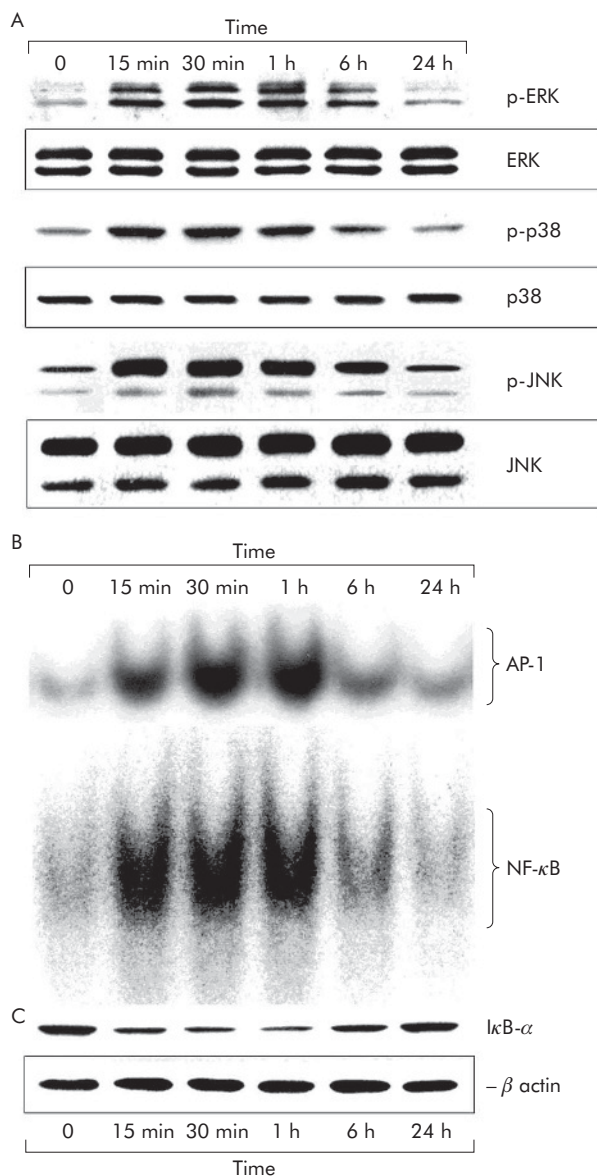 A
Time
0 15 min 30 min 1 h 6 h 24 h
p-ERK
ERK
p-p38
p38
p-JNK
JNK
B
Time
0 15 min 30 min 1 h 6 h 24 h
AP-1
NF-κB
C
IκB-α
– β actin
0 15 min 30 min 1 h 6 h 24 h
Time